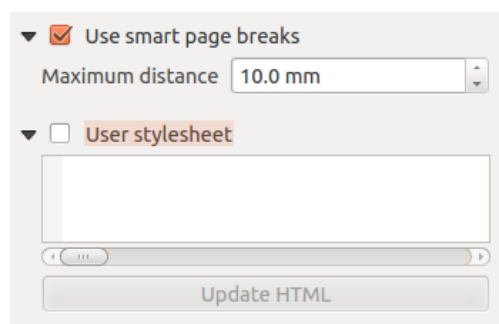 Use smart page breaks
Maximum distance 10.0 mm
User stylesheet
Update HTML